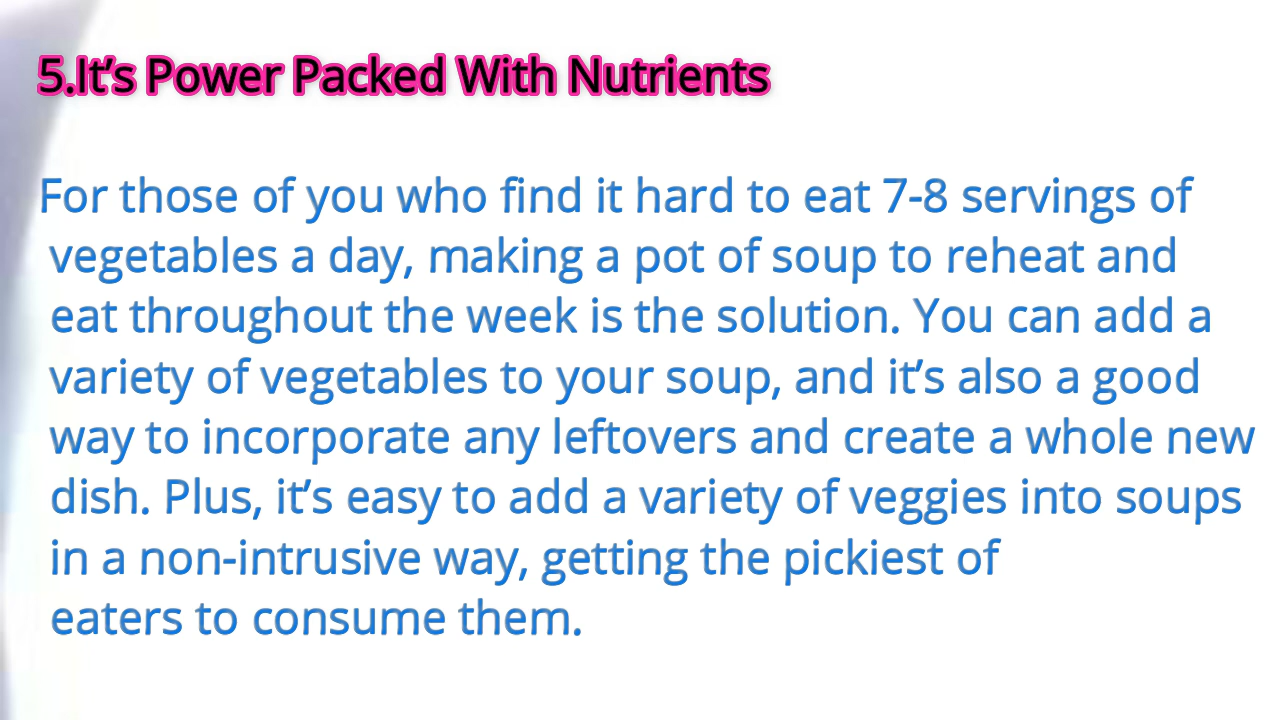 5.It’s Power Packed With Nutrients
For those of you who find it hard to eat 7-8 servings of
vegetables a day, making a pot of soup to reheat and
eat throughout the week is the solution. You can add a
variety of vegetables to your soup, and it’s also a good
way to incorporate any leftovers and create a whole new
dish. Plus, it’s easy to add a variety of veggies into soups
in a non-intrusive way, getting the pickiest of
eaters to consume them.